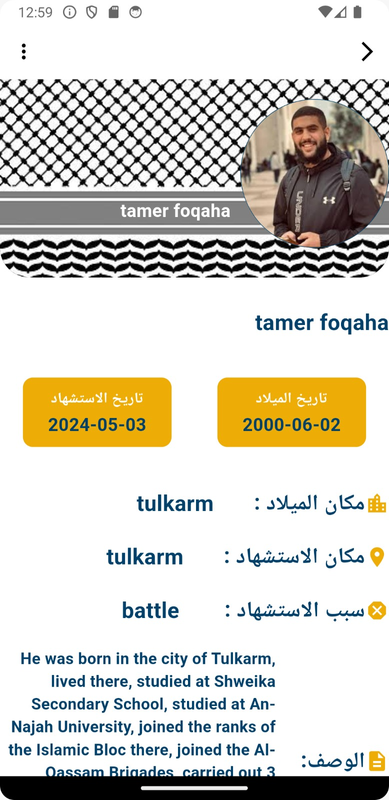 12:59
tamer foqaha
UNDER
tamer foqaha
تاريخ الميلاد
2000-06-02
تاريخ الاستشهاد
2024-05-03
مكان الميلاد : tulkarm
مكان الاستشهاد : tulkarm
سبب الاستشهاد : battle
الوصف:
He was born in the city of Tulkarm,
lived there, studied at Shweika
Secondary School, studied at An-
Najah University, joined the ranks of
the Islamic Bloc there, joined the Al-
Qassam Brigades, carried out 3